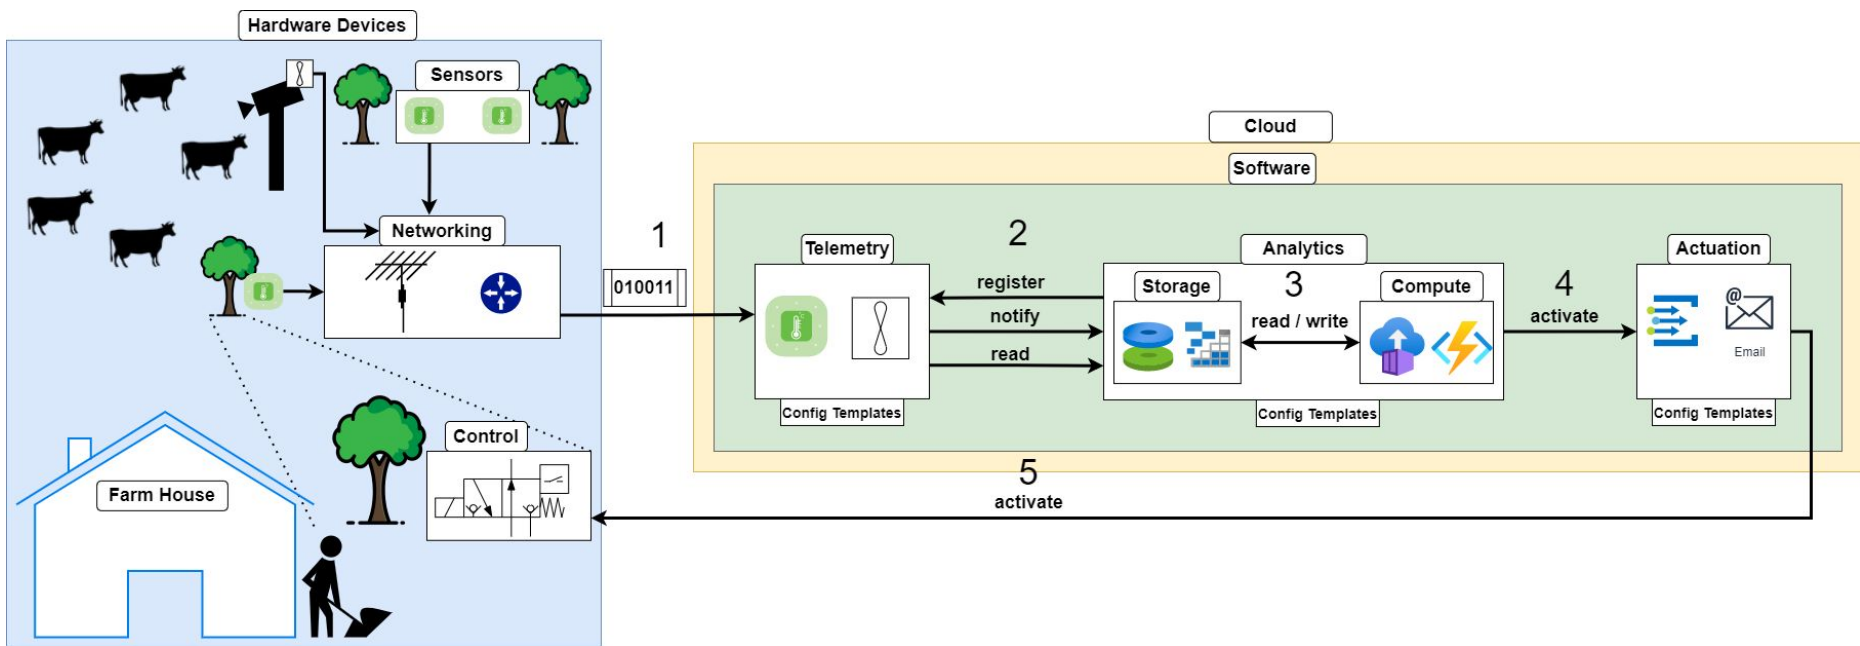 Hardware Devices
Sensors
Networking
Control
Farm House
1
010011
Cloud
Software
Telemetry
Config Templates
2
register
notify
read
Analytics
Storage
3
read / write
Compute
Config Templates
4
activate
Actuation
@
Email
Config Templates
5
activate